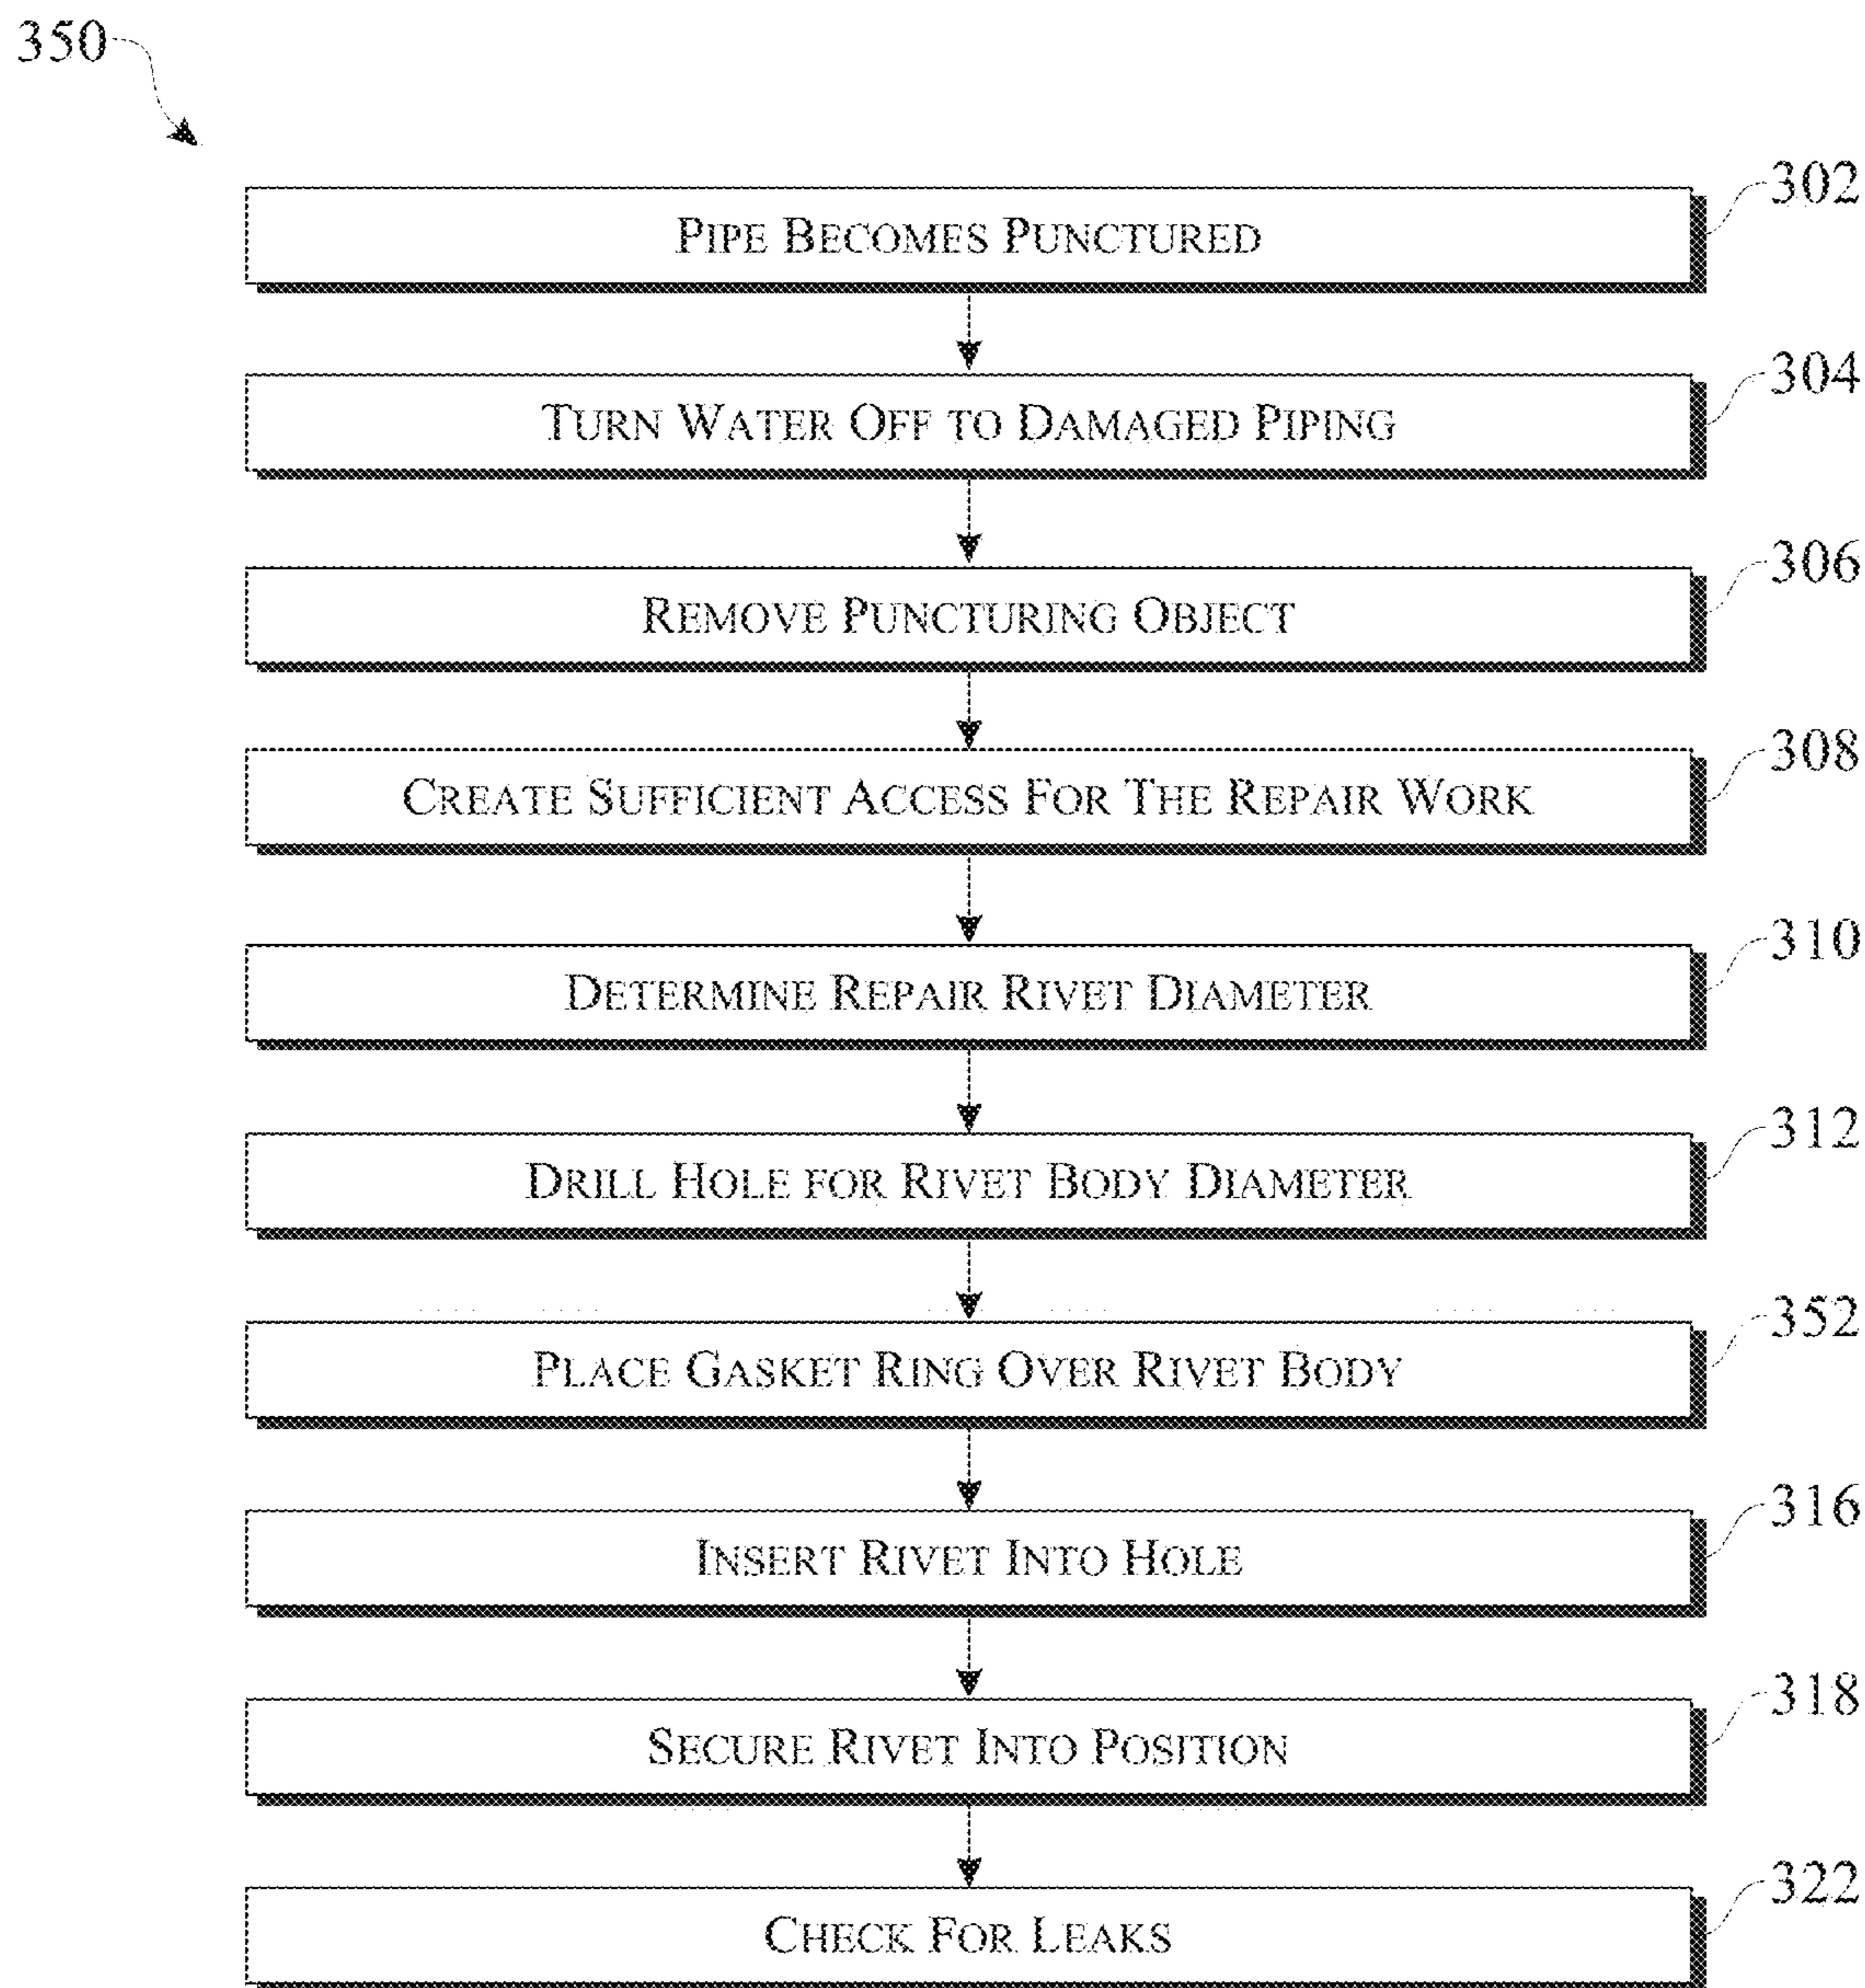 350
302
PIPE BECOMES PUNCTURED
304
TURN WATER OFF TO DAMAGED PIPING
306
REMOVE PUNCTURING OBJECT
308
CREATE SUFFICIENT ACCESS FOR THE REPAIR WORK
310
DETERMINE REPAIR RIVET DIAMETER
312
DRILL HOLE FOR RIVET BODY DIAMETER
352
PLACE GASKET RING OVER RIVET BODY
316
INSERT RIVET INTO HOLE
318
SECURE RIVET INTO POSITION
322
CHECK FOR LEAKS